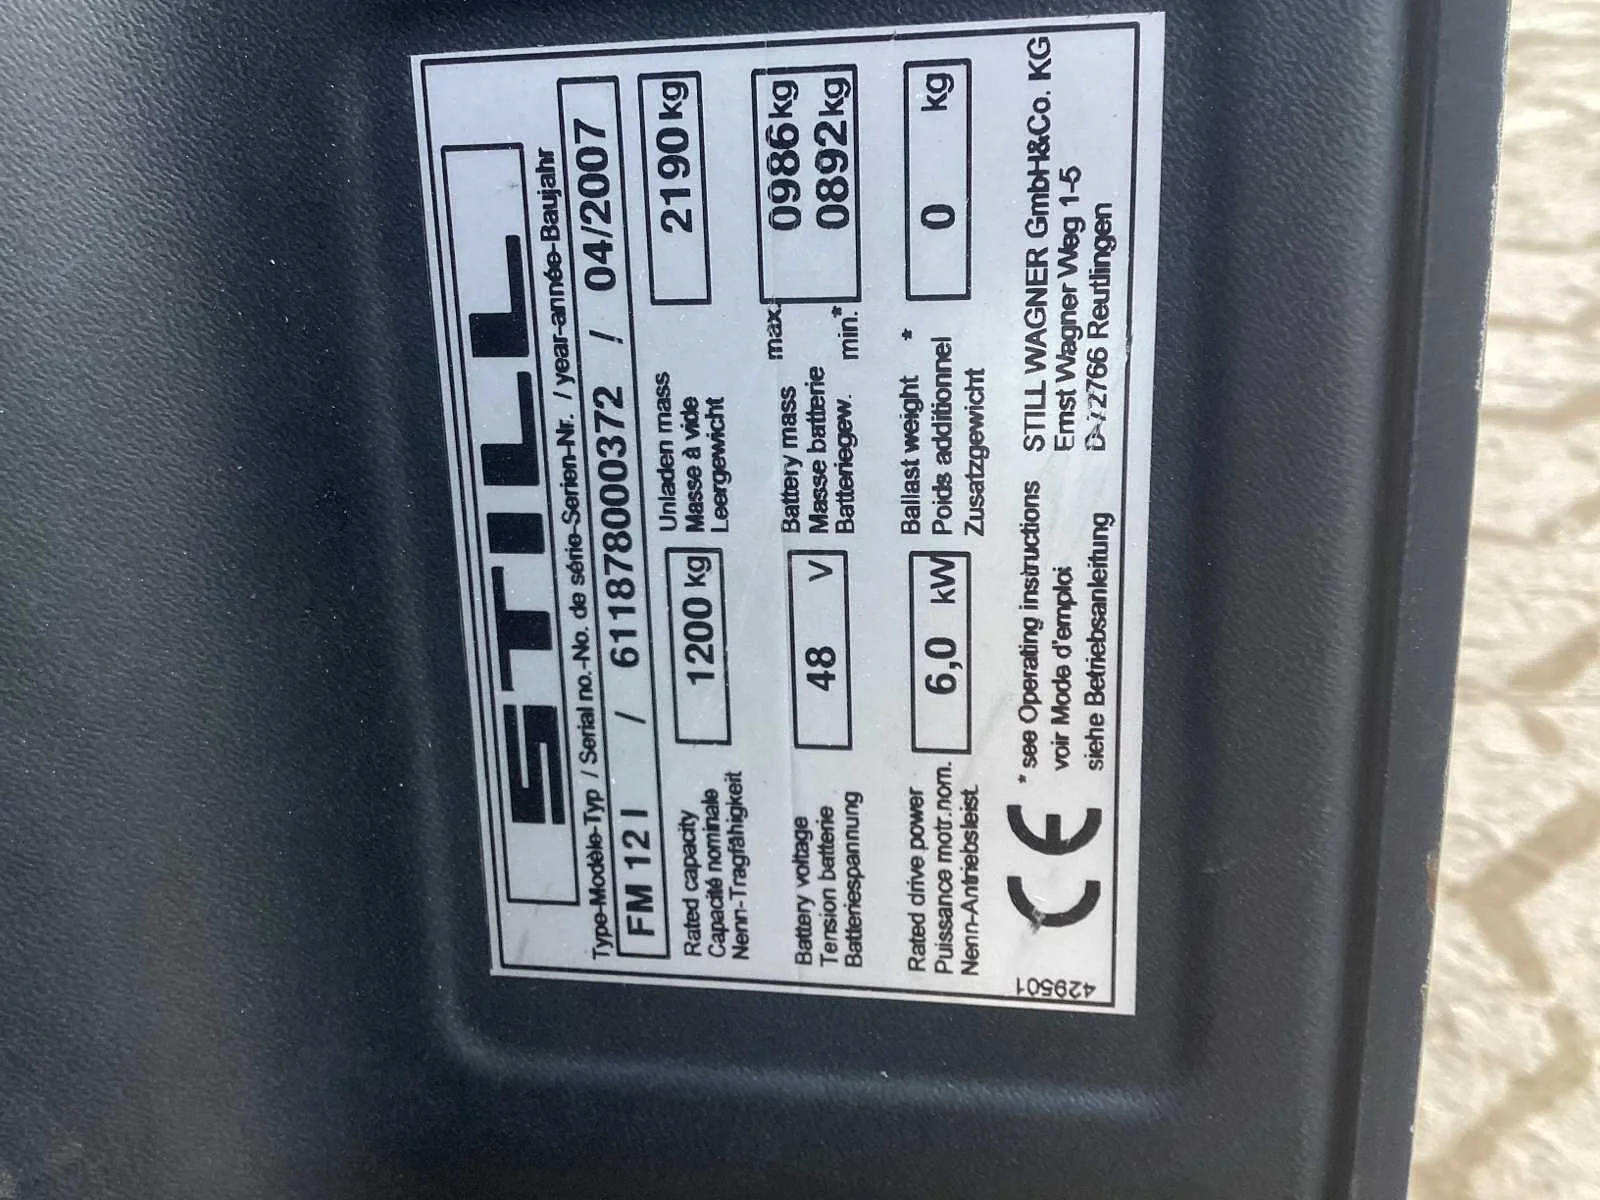 STILL
Type-Modèle-Typ / Serial no.-No. de série-Serien-Nr. / year-année-Baujahr
FM 12 I / 611878000372 / 04/2007
Rated capacity
Capacité nominale
Nenn-Tragfähigkeit
1200 kg
Unladen mass
Masse à vide
Leergewicht
2190 kg
Battery voltage
Tension batterie
Batteriespannung
48 V
Battery mass max.
Masse batterie
Batteriegew. min.*
0986 kg
0892 kg
Rated drive power
Puissance motr.nom.
Nenn-Antriebsleist.
6,0 kW
Ballast weight *
Poids additionnel
Zusatzgewicht
0 kg
CE
* see Operating instructions
voir Mode d'emploi
siehe Betriebsanleitung
STILL WAGNER GmbH&Co. KG
Ernst Wagner Weg 1-5
D-72766 Reutlingen
429501